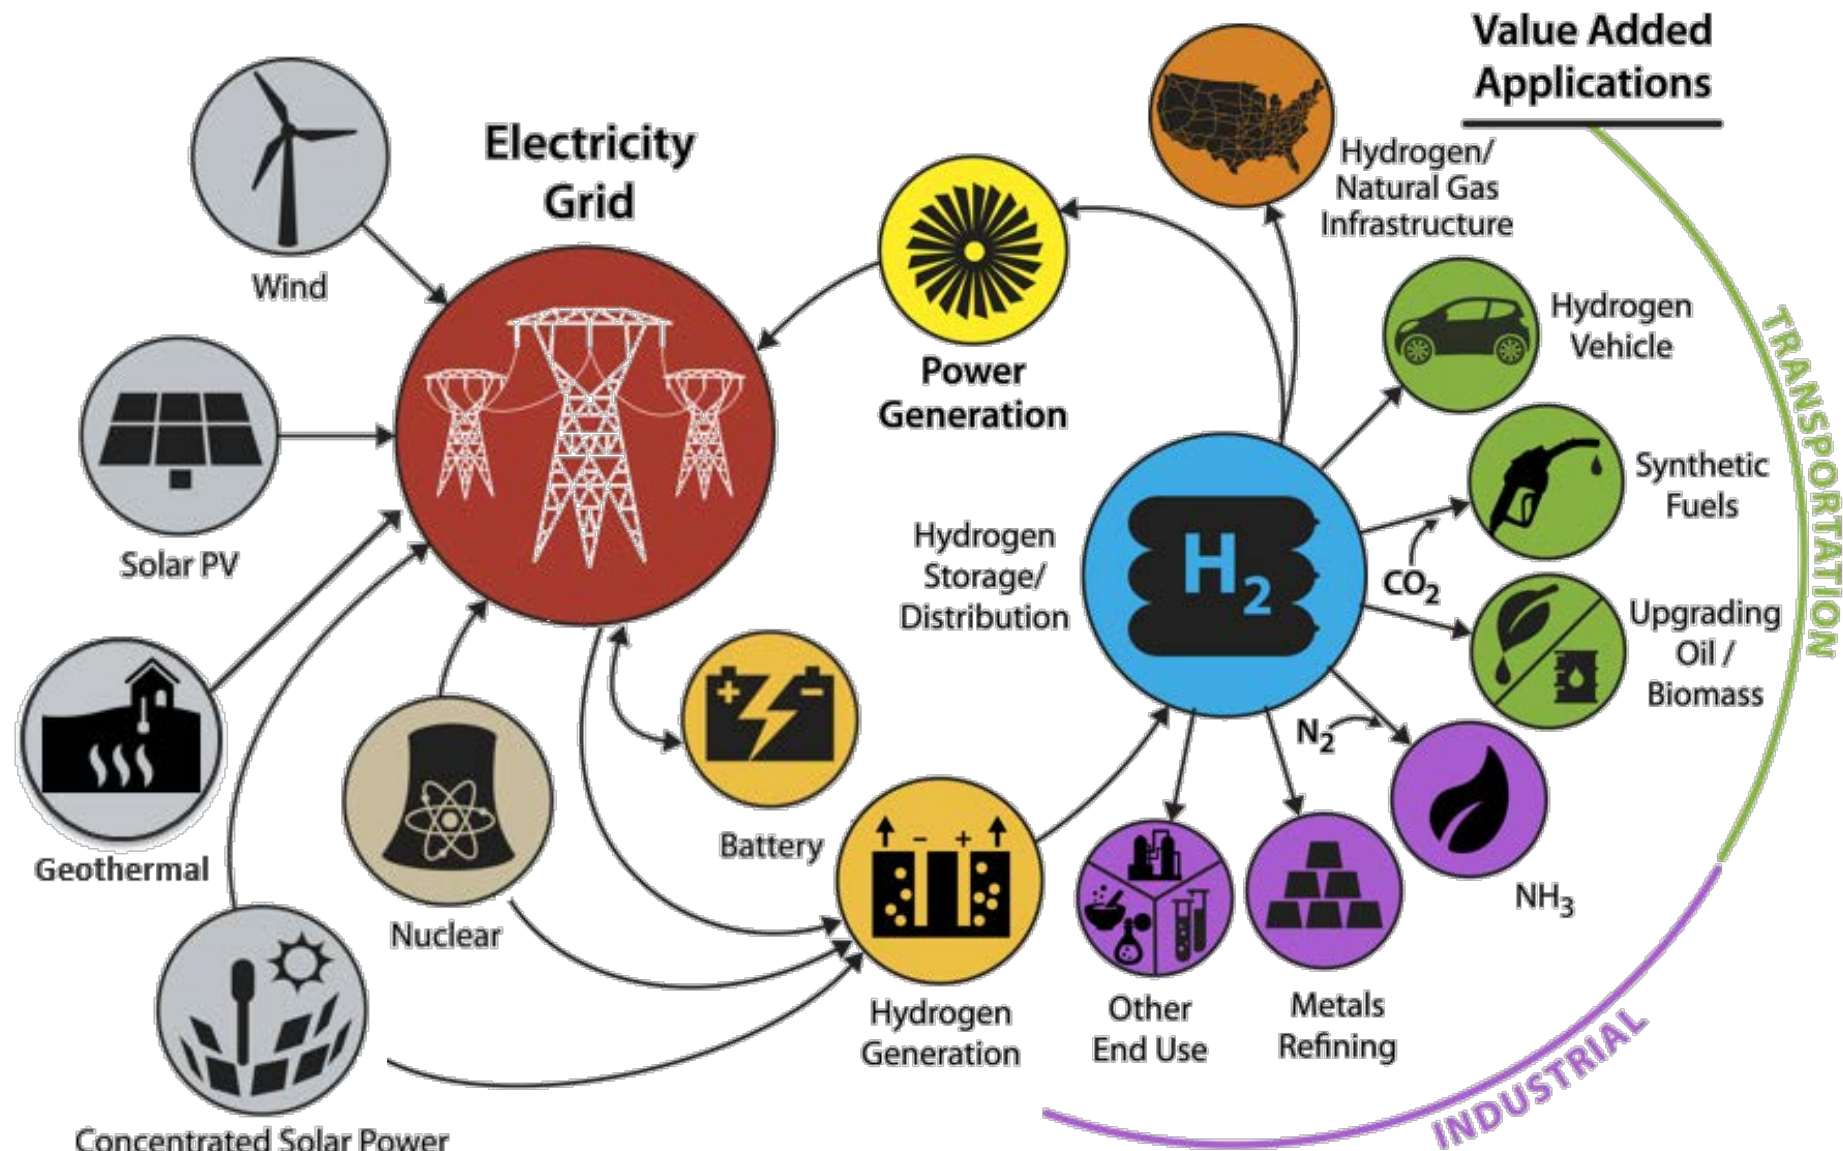 Value Added
Applications
Electricity
Grid
Wind
Solar PV
Geothermal
Concentrated Solar Power
Nuclear
+ −
Battery
Power
Generation
Hydrogen
Storage/
Distribution
H2
− +
Hydrogen
Generation
Hydrogen/
Natural Gas
Infrastructure
Hydrogen
Vehicle
Synthetic
Fuels
CO2
Upgrading
Oil /
Biomass
N2
NH3
Metals
Refining
Other
End Use
TRANSPORTATION
INDUSTRIAL